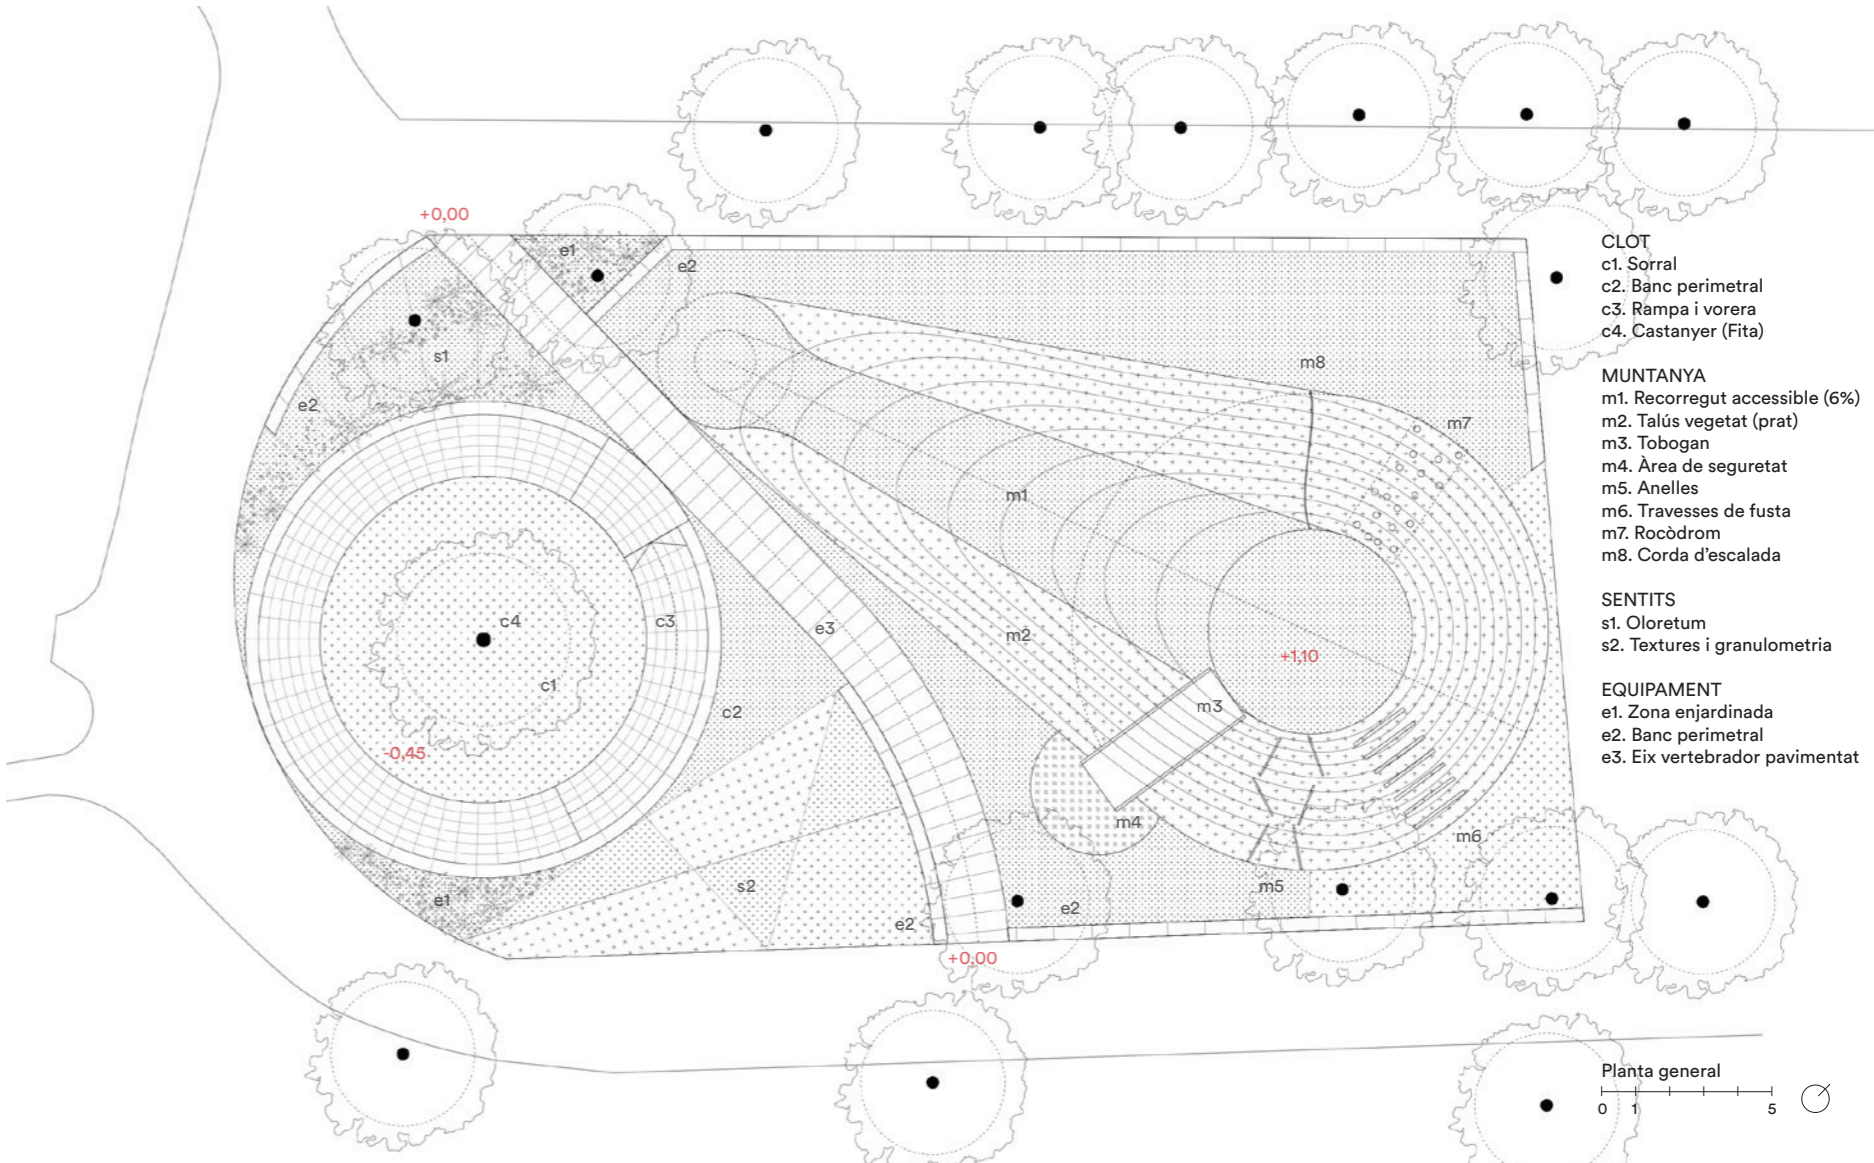 +0,00
e1
e2
s1
e2
m8
m7
m1
c4
c3
e3
m2
+1,10
c1
m3
c2
-0,45
m4
m6
s2
m5
e1
e2
e2
+0,00
CLOT
c1. Sorral
c2. Banc perimetral
c3. Rampa i vorera
c4. Castanyer (Fita)
MUNTANYA
m1. Recorregut accessible (6%)
m2. Talús vegetat (prat)
m3. Tobogan
m4. Àrea de seguretat
m5. Anelles
m6. Travesses de fusta
m7. Rocòdrom
m8. Corda d'escalada
SENTITS
s1. Oloretum
s2. Textures i granulometria
EQUIPAMENT
e1. Zona enjardinada
e2. Banc perimetral
e3. Eix vertebrador pavimentat
Planta general
0 1 5